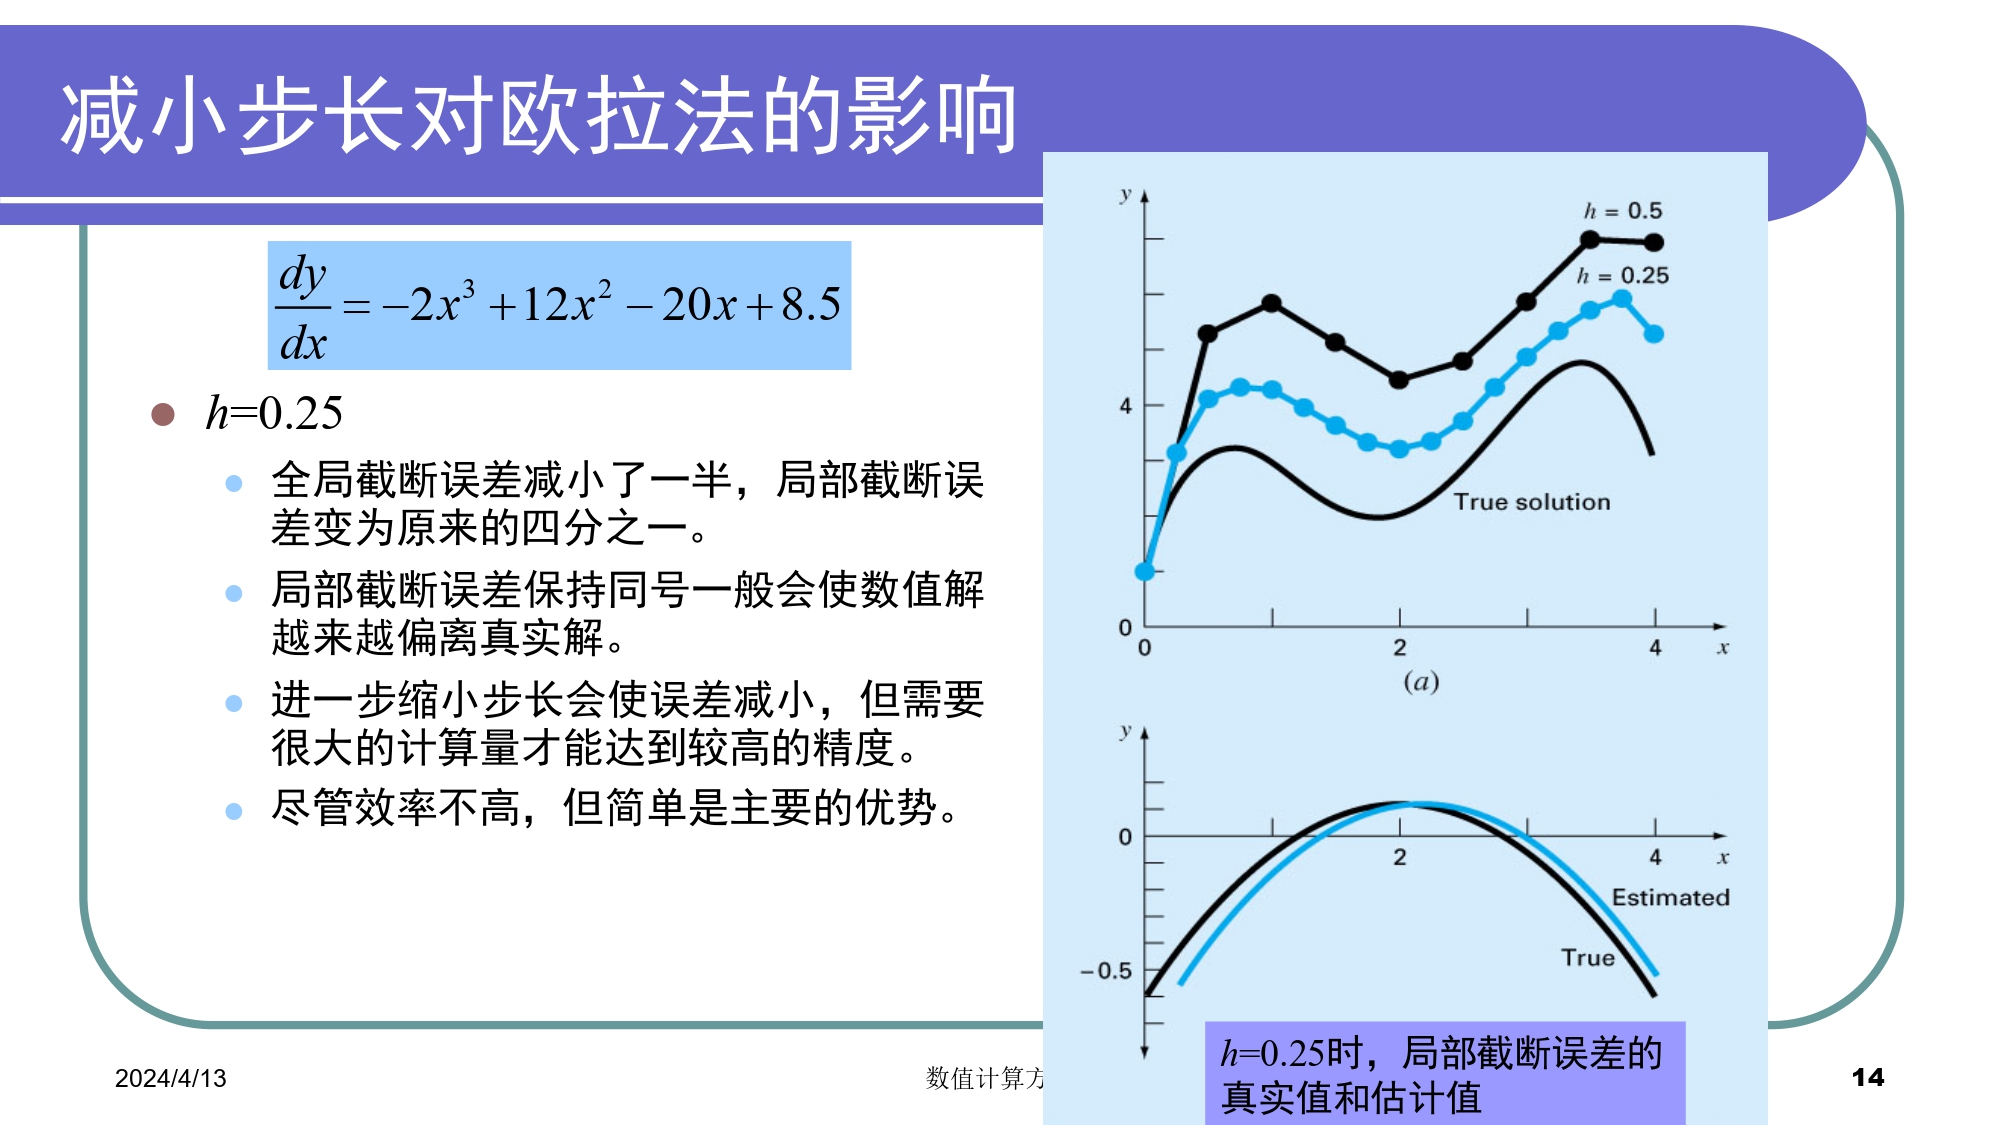 减小步长对欧拉法的影响
dy/dx = −2x³ + 12x² − 20x + 8.5
h=0.25
全局截断误差减小了一半，局部截断误
差变为原来的四分之一。
局部截断误差保持同号一般会使数值解
越来越偏离真实解。
进一步缩小步长会使误差减小，但需要
很大的计算量才能达到较高的精度。
尽管效率不高，但简单是主要的优势。
y
h = 0.5
h = 0.25
4
True solution
0
0 2 4 x
(a)
y
0
2 4 x
Estimated
True
−0.5
h=0.25时，局部截断误差的
真实值和估计值
2024/4/13
数值计算方
14